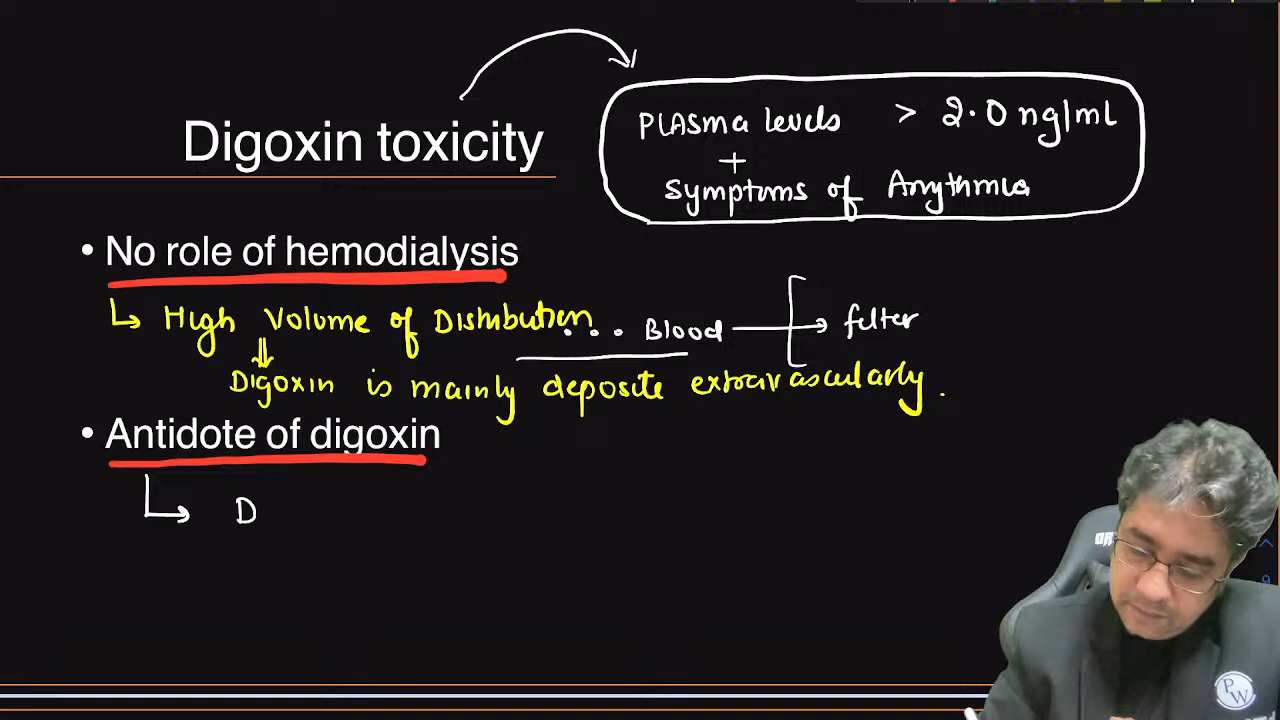 Digoxin toxicity
PLASMA levels > 2.0 ng/mL
+
Symptoms of Arrythmia
• No role of hemodialysis
↳ High Volume of Distribution
... Blood → filter
Digoxin is mainly deposite extravascularly.
• Antidote of digoxin
↳ D
PW